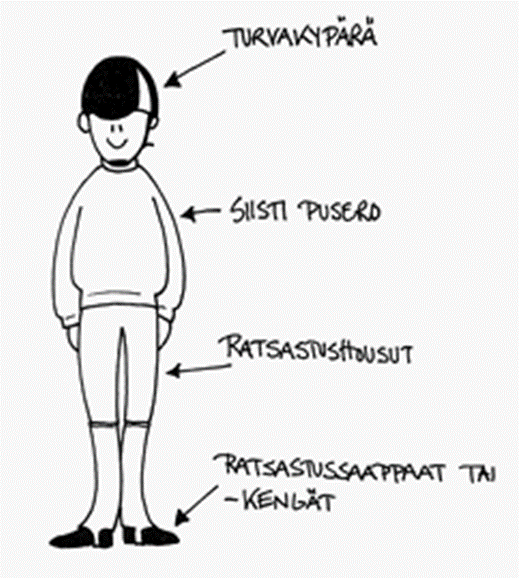 TURVAKYPÄRÄ
SIISTI PUSERO
RATSASTUSHOUSUT
RATSASTUSSAAPPAAT TAI
-KENGÄT